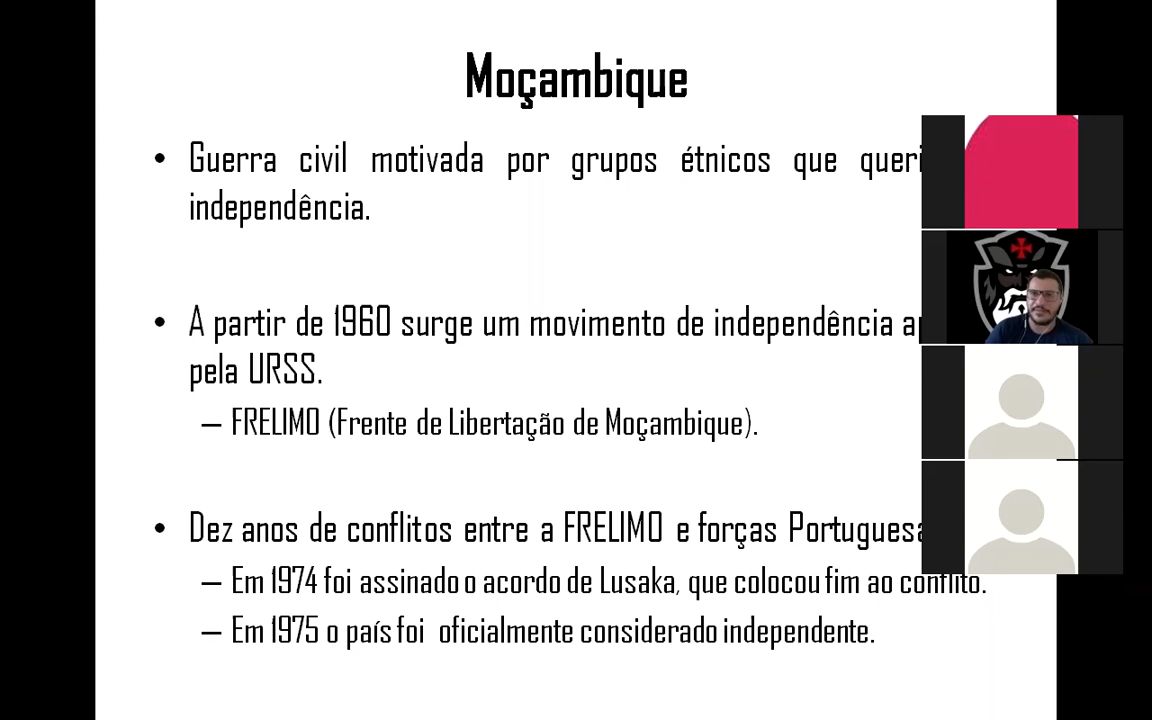 Moçambique
• Guerra civil motivada por grupos étnicos que
independência.
• A partir de 1960 surge um movimento de independência
pela URSS.
– FRELIMO (Frente de Libertação de Moçambique).
• Dez anos de conflitos entre a FRELIMO e forças
– Em 1974 foi assinado o acordo de Lusaka, que colocou fim ao conflito.
– Em 1975 o país foi oficialmente considerado independente.